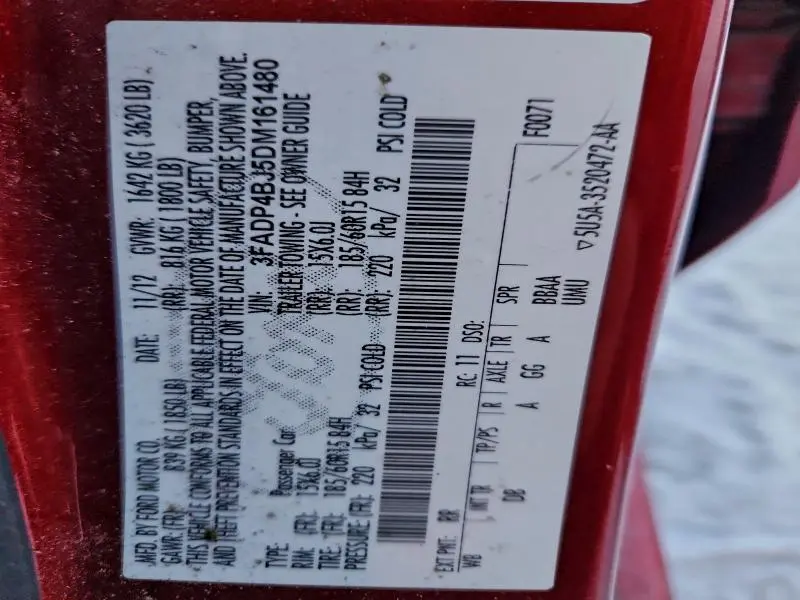 MFD. BY FORD MOTOR CO. DATE: 11/12 GVWR: 1642 KG ( 3620 LB)
GAWR: (FR): 839 KG (1850LB) (RR): 816 KG (1800 LB)
THIS VEHICLE CONFORMS TO ALL APPLICABLE FEDERAL MOTOR VEHICLE SAFETY, BUMPER,
AND THEFT PREVENTION STANDARDS IN EFFECT ON THE DATE OF MANUFACTURE SHOWN ABOVE.
VIN: 3FADP4BJ5DM161480
TYPE: Passenger Car TRAILER TOWING - SEE OWNER GUIDE
RIM: (FR): 15X6.0J (RR): 15X6.0J
TIRE: (FR): 185/60R15 84H (RR): 185/60R15 84H
PRESSURE (FR): 220 kPa/ 32 PSI COLD (RR): 220 kPa/ 32 PSI COLD
EXT PNT: RR RC: 11 DSO: F0071
WB INT TR TP/PS R AXLE TR SPR
DB A GG A BBAA
UMU
▽5U5A-3520472-AA